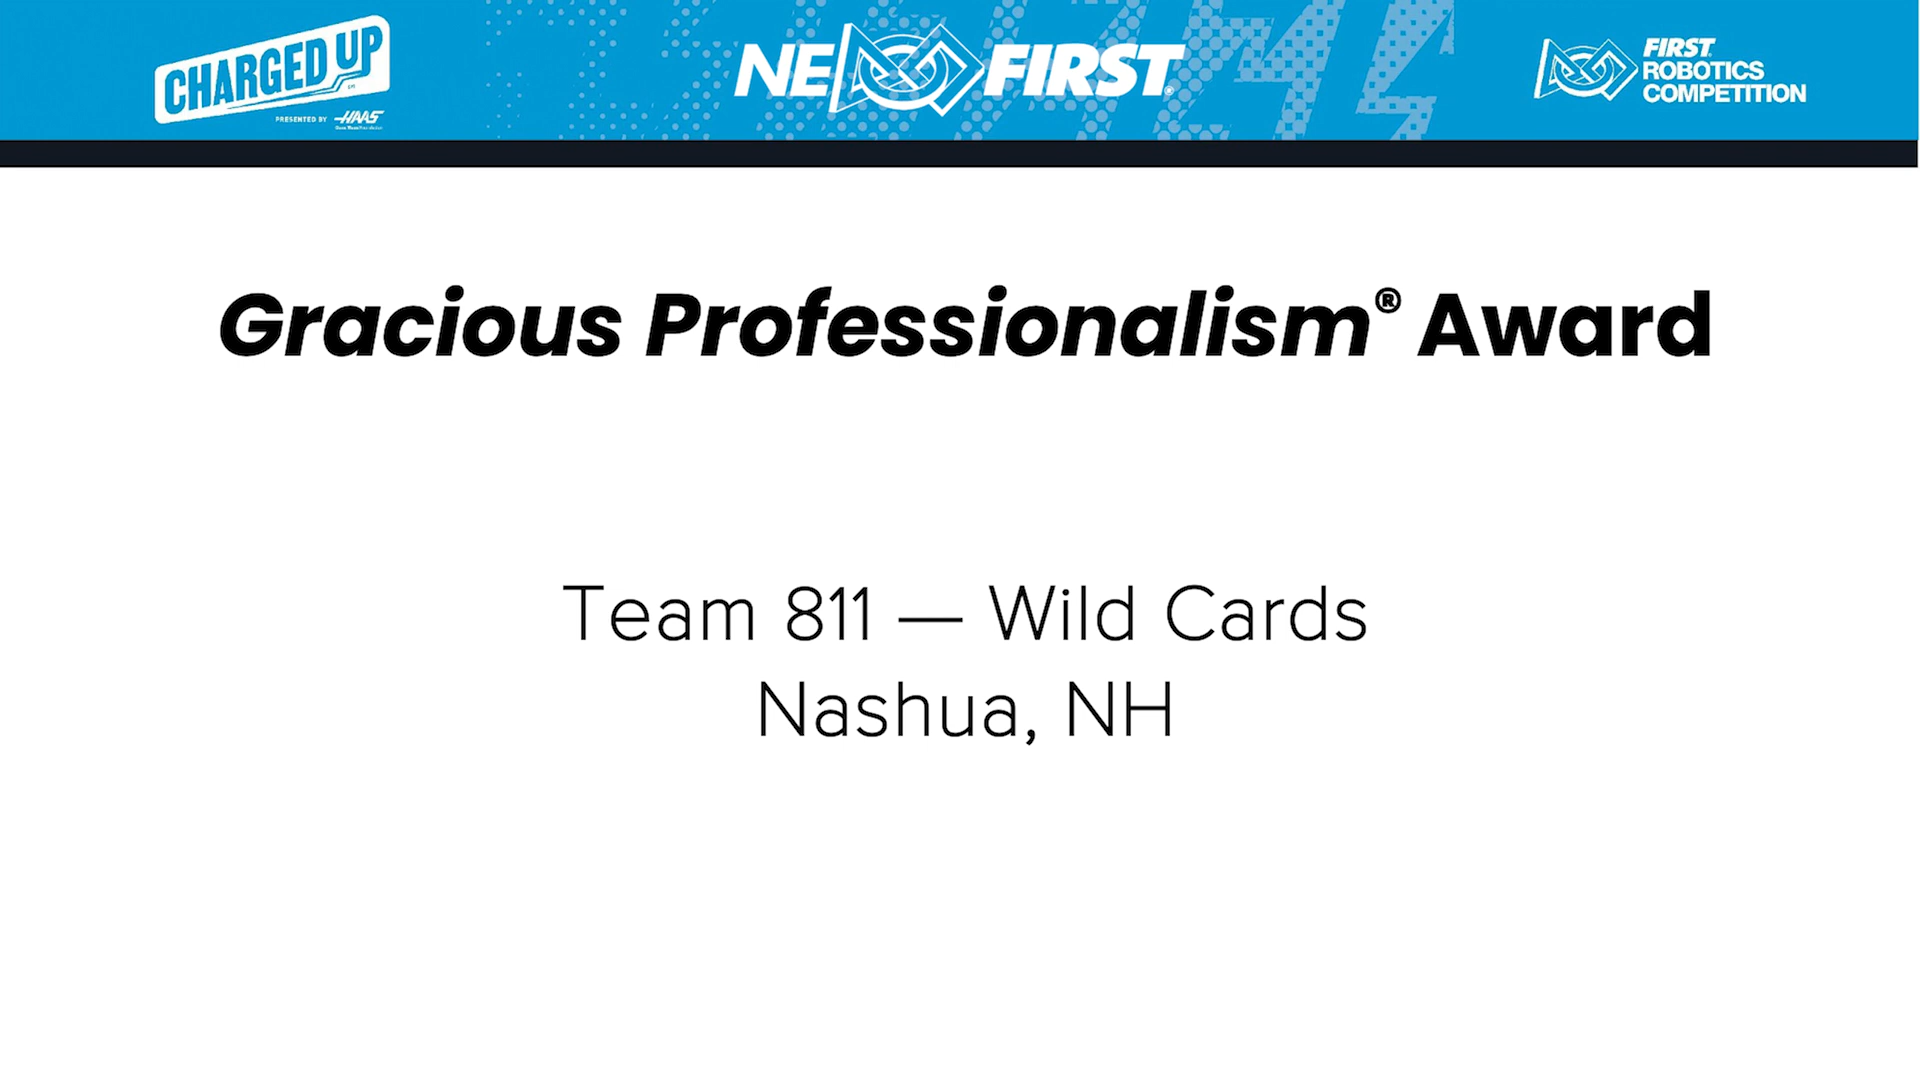 CHARGED UP
PRESENTED BY HAAS
NE FIRST®
FIRST®
ROBOTICS
COMPETITION
Gracious Professionalism® Award
Team 811 — Wild Cards
Nashua, NH